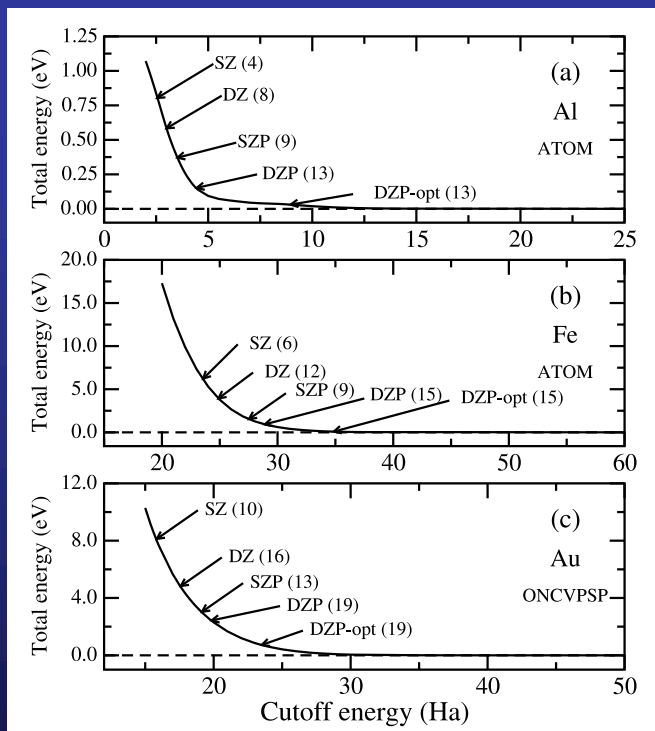 1.25
1.00
0.75
0.50
0.25
0.00
Total energy (eV)
SZ (4)
DZ (8)
SZP (9)
DZP (13)
DZP-opt (13)
(a)
Al
ATOM
0 5 10 15 20 25
20.0
15.0
10.0
5.0
0.0
Total energy (eV)
SZ (6)
DZ (12)
SZP (9)
DZP (15)
DZP-opt (15)
(b)
Fe
ATOM
20 30 40 50 60
12.0
8.0
4.0
0.0
Total energy (eV)
SZ (10)
DZ (16)
SZP (13)
DZP (19)
DZP-opt (19)
(c)
Au
ONCVPSP
20 30 40 50
Cutoff energy (Ha)